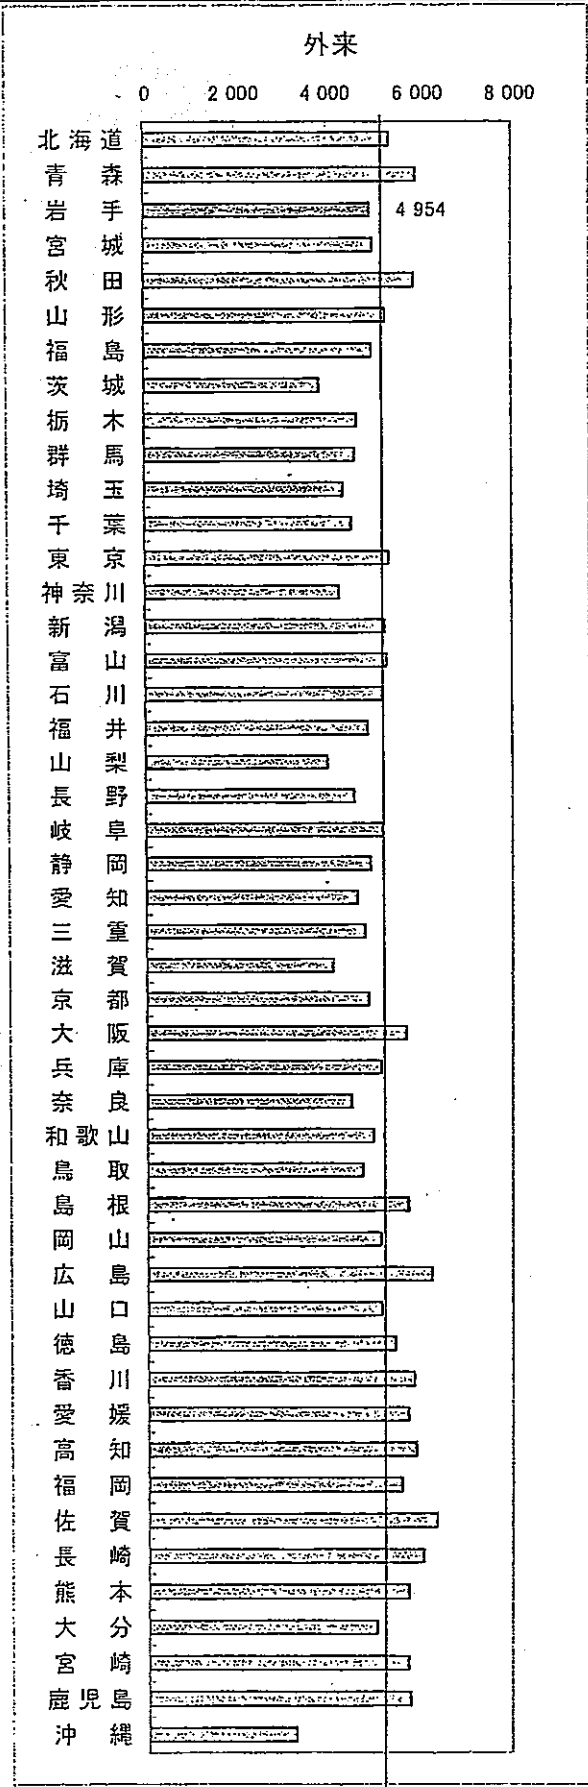 外来
0 2 000 4 000 6 000 8 000
北海道
青森
岩手 4 954
宮城
秋田
山形
福島
茨城
栃木
群馬
埼玉
千葉
東京
神奈川
新潟
富山
石川
福井
山梨
長野
岐阜
静岡
愛知
三重
滋賀
京都
大阪
兵庫
奈良
和歌山
鳥取
島根
岡山
広島
山口
徳島
香川
愛媛
高知
福岡
佐賀
長崎
熊本
大分
宮崎
鹿児島
沖縄